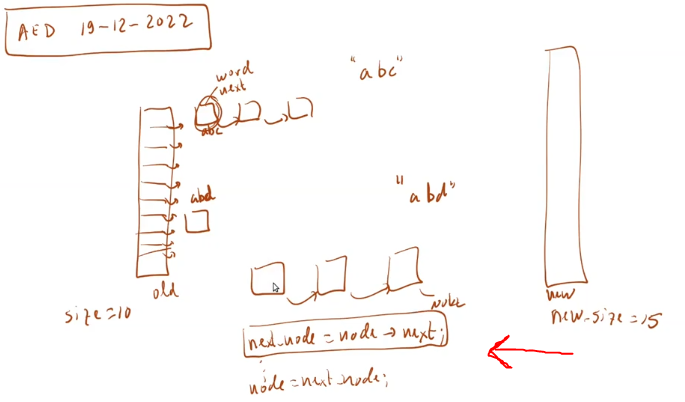 AED 19-12-2022
"abc"
word
next
abc
"abd"
abd
old
size=10
new
new_size=15
NULL
next_node = node → next;
node = next_node;